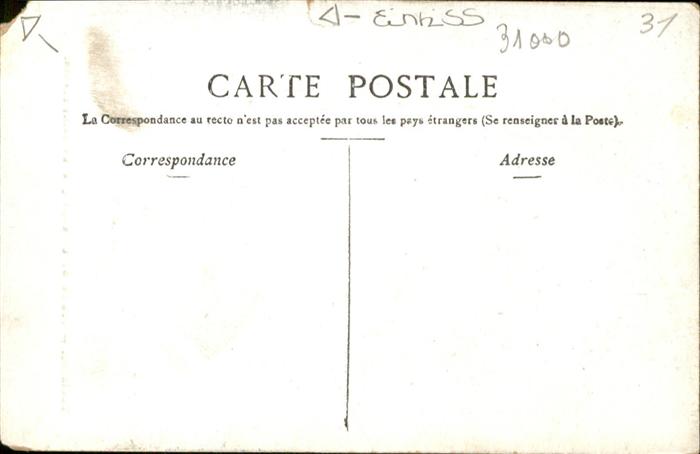 Einriss
31000
31
CARTE POSTALE
La Correspondance au recto n'est pas acceptée par tous les pays étrangers (Se renseigner à la Poste).
Correspondance
Adresse